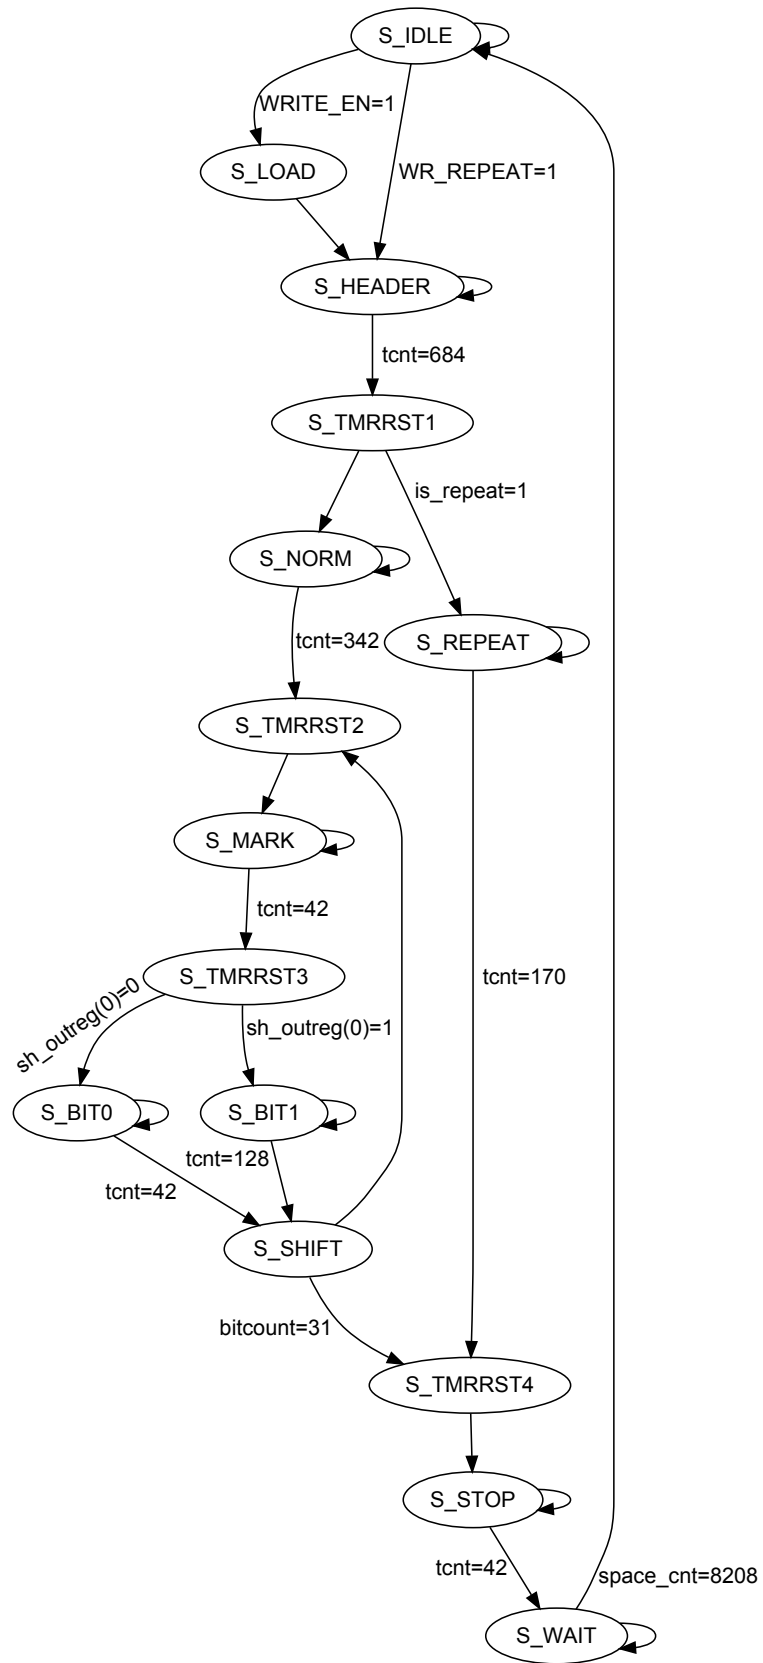 S_IDLE
WRITE_EN=1
S_LOAD
WR_REPEAT=1
S_HEADER
tcnt=684
S_TMRRST1
is_repeat=1
S_NORM
tcnt=342
S_REPEAT
S_TMRRST2
S_MARK
tcnt=42
S_TMRRST3
tcnt=170
sh_outreg(0)=0
sh_outreg(0)=1
S_BIT0
S_BIT1
tcnt=128
tcnt=42
S_SHIFT
bitcount=31
S_TMRRST4
S_STOP
tcnt=42
space_cnt=8208
S_WAIT